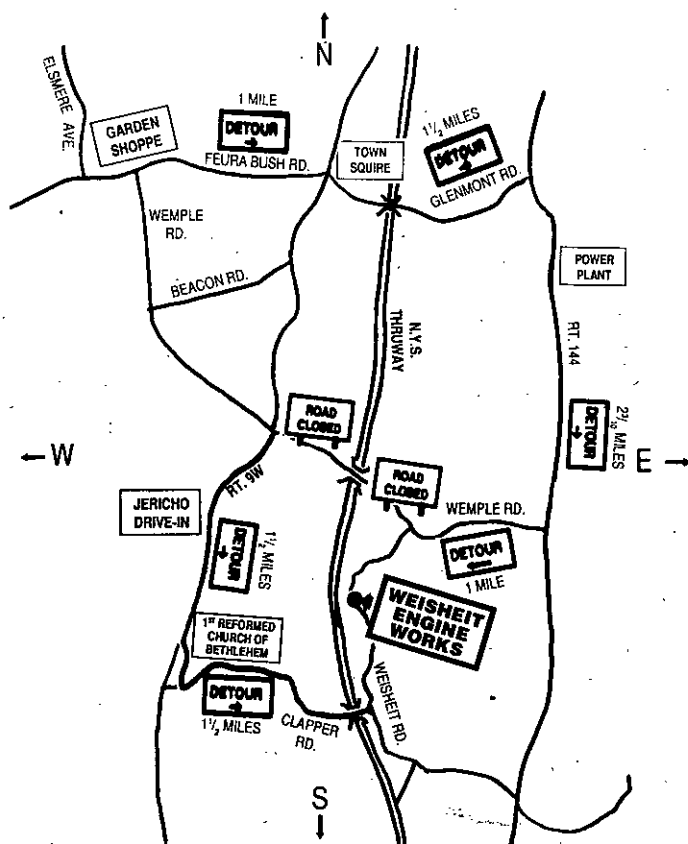 N
ELSMERE AVE.
GARDEN
SHOPPE
1 MILE
DETOUR
FEURA BUSH RD.
TOWN
SQUIRE
1½ MILES
DETOUR
GLENMONT RD.
WEMPLE
RD.
BEACON RD.
POWER
PLANT
N.Y.S.
THRUWAY
RT. 144
ROAD
CLOSED
DETOUR
MILES
W
E
RT. 9W
ROAD
CLOSED
WEMPLE RD.
JERICHO
DRIVE-IN
DETOUR
1½ MILES
DETOUR
1 MILE
WEISHEIT
ENGINE
WORKS
1ST REFORMED
CHURCH OF
BETHLEHEM
DETOUR
1½ MILES
CLAPPER
RD.
WEISHEIT RD.
S